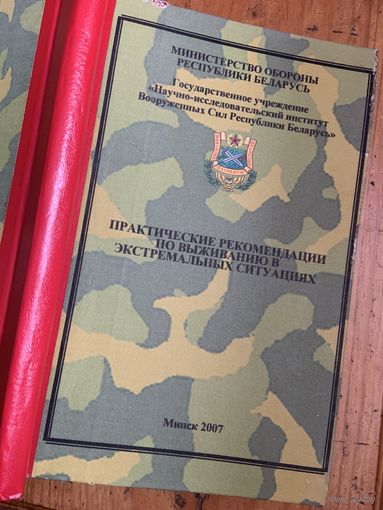 МИНИСТЕРСТВО ОБОРОНЫ
РЕСПУБЛИКИ БЕЛАРУСЬ
Государственное учреждение
«Научно-исследовательский институт
Вооруженных Сил Республики Беларусь»
ПРАКТИЧЕСКИЕ РЕКОМЕНДАЦИИ
ПО ВЫЖИВАНИЮ В
ЭКСТРЕМАЛЬНЫХ СИТУАЦИЯХ
Минск 2007